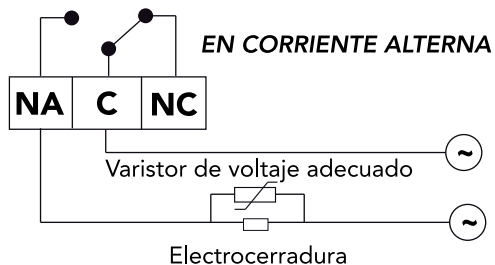 EN CORRIENTE ALTERNA
NA C NC
~
Varistor de voltaje adecuado
~
Electrocerradura